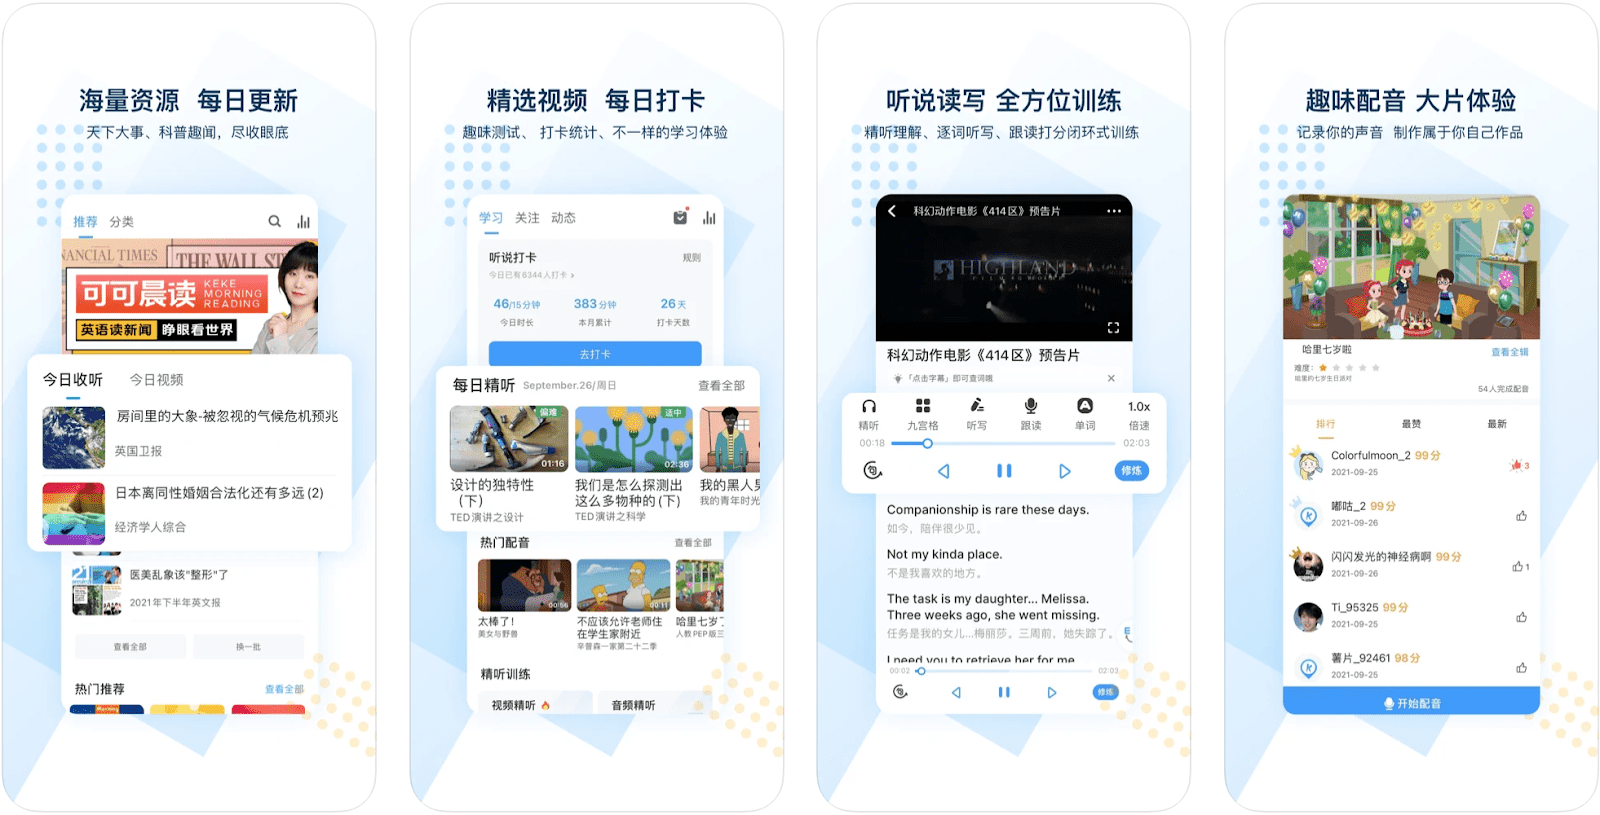 海量资源 每日更新
天下大事、科普趣闻，尽收眼底
推荐 分类
FINANCIAL TIMES
THE WALL ST
可可晨读
KEKE
MORNING
READING
英语读新闻 睁眼看世界
今日收听 今日视频
房间里的大象-被忽视的气候危机预兆
英国卫报
日本离同性婚姻合法化还有多远(2)
经济学人综合
21
医美乱象该"整形"了
2021年下半年英文报
查看全部 换一批
热门推荐 查看全部
Morning
精选视频 每日打卡
趣味测试、 打卡统计、不一样的学习体验
学习 关注 动态
听说打卡 规则
今日已有6344人打卡 ›
46/15分钟 383分钟 26天
今日时长 本月累计 打卡天数
去打卡
每日精听 September.26/周日 查看全部
偏难 适中
01:16 02:36
设计的独特性（下）
我们是怎么探测出这么多物种的(下)
我的黑人男
我的青年时光
TED演讲之设计 TED演讲之科学
热门配音 查看全部
00:56 00:11
太棒了！ 不应该允许老师住在学生家附近 哈里七岁了
美女与野兽 辛普森一家第二十二季 人教PEP版三
精听训练
视频精听 音频精听
听说读写 全方位训练
精听理解、逐词听写、跟读打分闭环式训练
科幻动作电影《414区》预告片
HIGHLAND
FILM GROUP
科幻动作电影《414区》预告片
「点击字幕」即可查词哦
精听 九宫格 听写 跟读 单词 1.0x 倍速
00:18 02:03
句 A
修炼
Companionship is rare these days.
如今，陪伴很少见。
Not my kinda place.
不是我喜欢的地方。
The task is my daughter... Melissa.
Three weeks ago, she went missing.
任务是我的女儿...梅丽莎。三周前，她失踪了。
I need you to retrieve her for me
00:02 02:03
修炼
趣味配音 大片体验
记录你的声音 制作属于你自己作品
哈里七岁啦 查看全辑
难度：
哈里的七岁生日派对
54人完成配音
排行 最赞 最新
Colorfulmoon_2 99分
2021-09-25
3
嘟咕_2 99分
2021-09-26
闪闪发光的神经病啊 99分
2021-09-26
1
Ti_95325 99分
2021-09-25
薯片_92461 98分
2021-09-25
开始配音